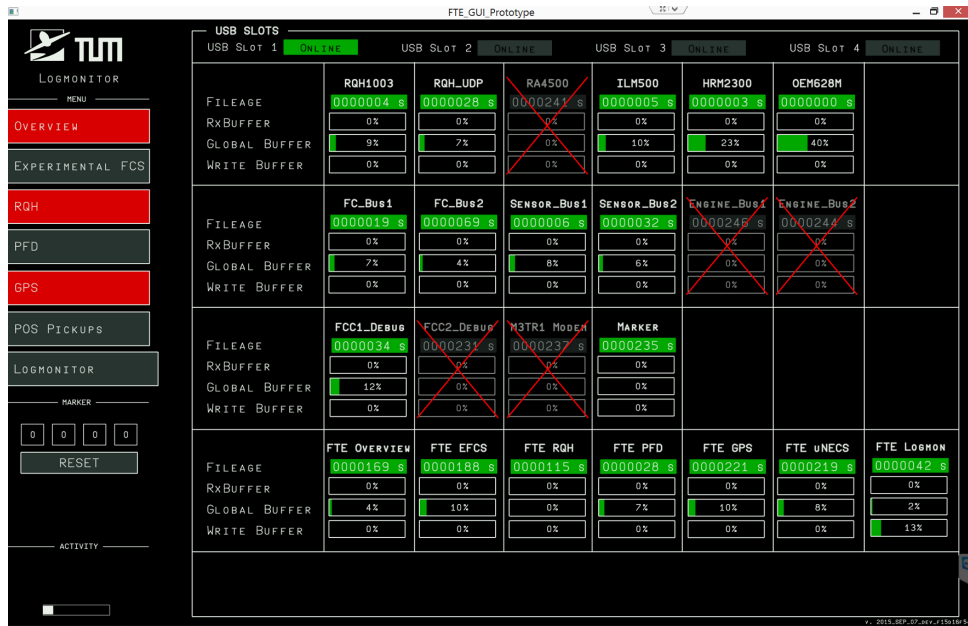 FTE_GUI_Prototype
TUM
Logmonitor
MENU
Overview
Experimental FCS
RQH
PFD
GPS
POS Pickups
Logmonitor
MARKER
0 0 0 0
RESET
ACTIVITY
USB Slots
USB Slot 1 Online USB Slot 2 Online USB Slot 3 Online USB Slot 4 Online
RQH1003 RQH_UDP RA4500 ILM500 HRM2300 OEM628M
Fileage 0000004 s 0000028 s 0000241 s 0000005 s 0000003 s 0000000 s
RxBuffer 0% 0% 0% 0% 0% 0%
Global Buffer 9% 7% 0% 10% 23% 40%
Write Buffer 0% 0% 0% 0% 0% 0%
FC_Bus1 FC_Bus2 Sensor_Bus1 Sensor_Bus2 Engine_Bus1 Engine_Bus2
Fileage 0000019 s 0000069 s 0000006 s 0000032 s 0000246 s 0000244 s
RxBuffer 0% 0% 0% 0% 0% 0%
Global Buffer 7% 4% 8% 6% 0% 0%
Write Buffer 0% 0% 0% 0% 0% 0%
FCC1_Debug FCC2_Debug M3TR1 Modem Marker
Fileage 0000034 s 0000231 s 0000237 s 0000235 s
RxBuffer 0% 0% 0% 0%
Global Buffer 12% 0% 0% 0%
Write Buffer 0% 0% 0% 0%
FTE Overview FTE EFCS FTE RQH FTE PFD FTE GPS FTE uNECS FTE Logmon
Fileage 0000169 s 0000188 s 0000115 s 0000028 s 0000221 s 0000219 s 0000042 s
RxBuffer 0% 0% 0% 0% 0% 0% 0%
Global Buffer 4% 10% 0% 7% 10% 8% 2%
Write Buffer 0% 0% 0% 0% 0% 0% 13%
v. 2015_SEP_07_dev_r15b16r5